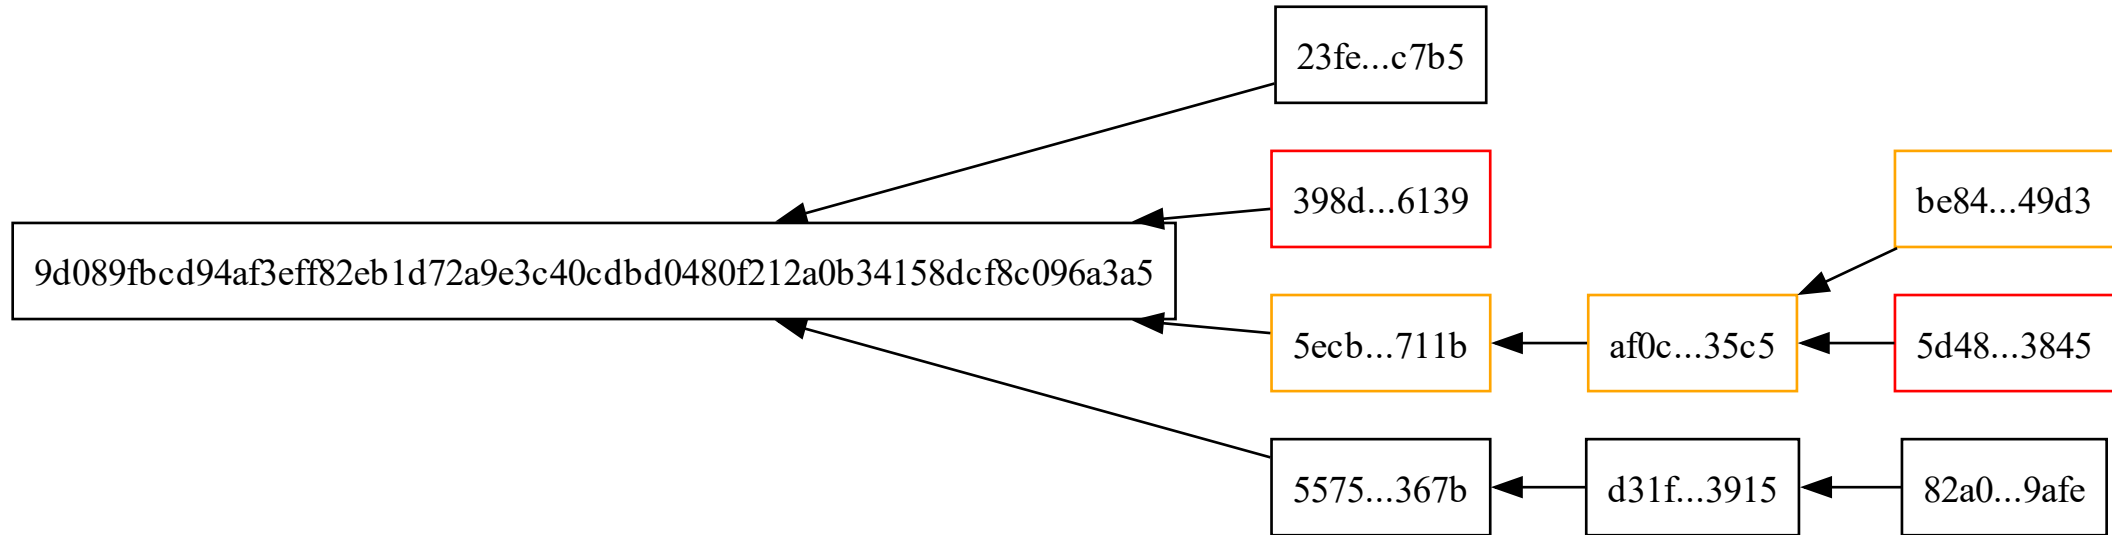 23fe...c7b5
398d...6139
be84...49d3
9d089fbcd94af3eff82eb1d72a9e3c40cdbd0480f212a0b34158dcf8c096a3a5
5ecb...711b
af0c...35c5
5d48...3845
5575...367b
d31f...3915
82a0...9afe